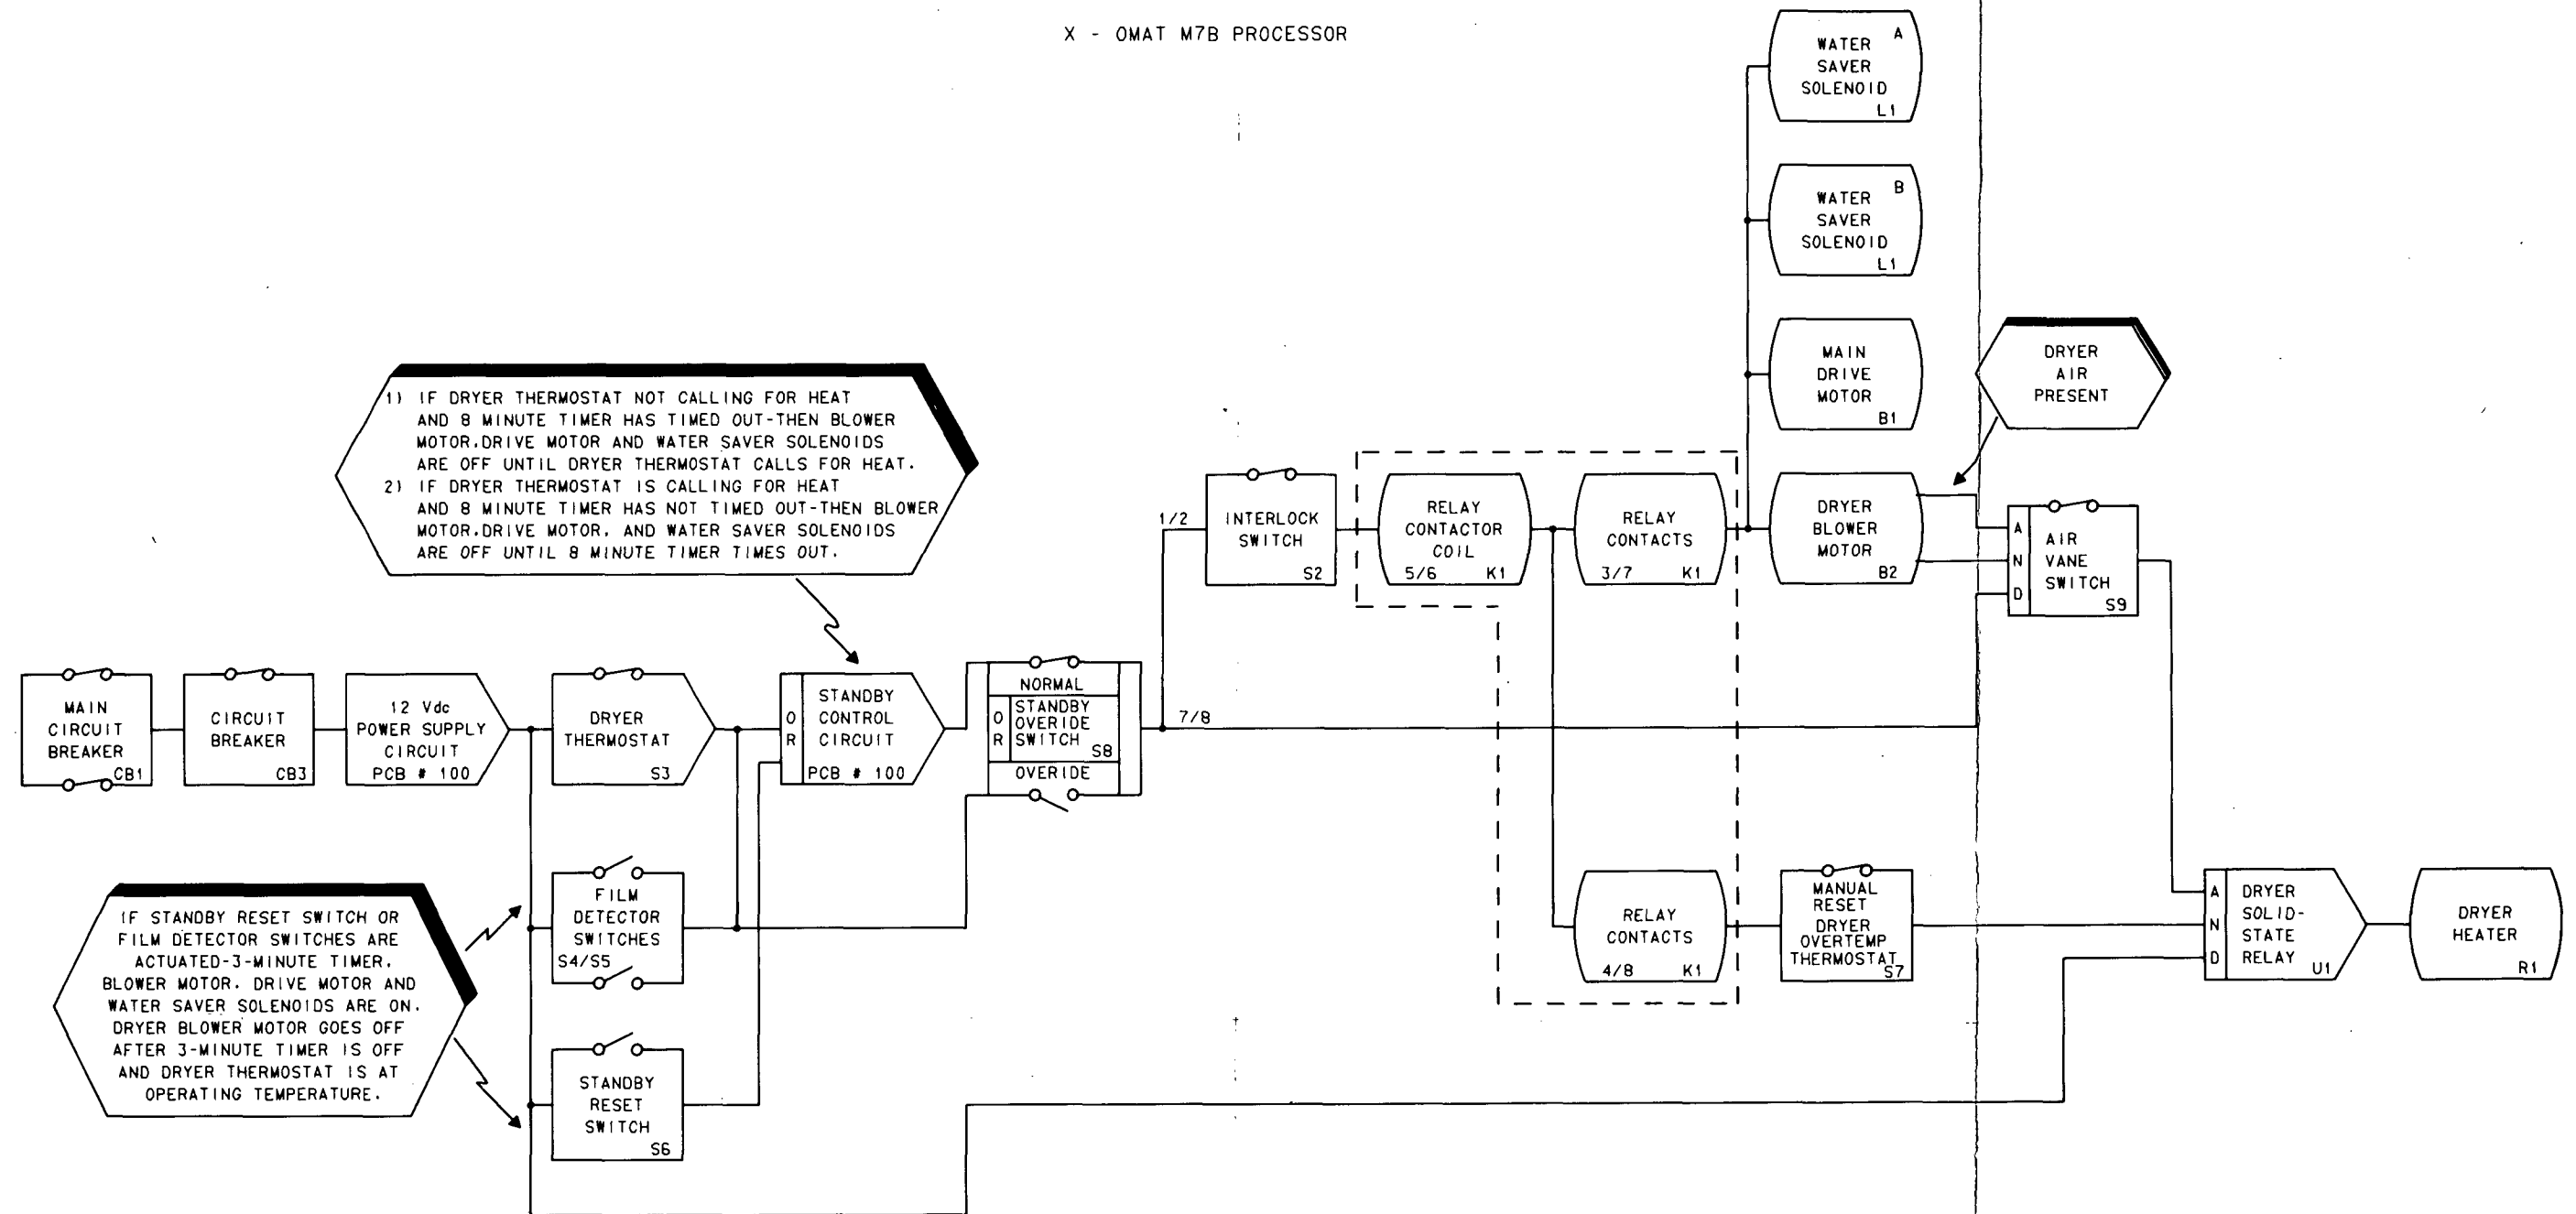 X - OMAT M7B PROCESSOR
WATER A
SAVER
SOLENOID
L1
WATER B
SAVER
SOLENOID
L1
MAIN
DRIVE
MOTOR
B1
DRYER
AIR
PRESENT
1) IF DRYER THERMOSTAT NOT CALLING FOR HEAT
AND 8 MINUTE TIMER HAS TIMED OUT-THEN BLOWER
MOTOR.DRIVE MOTOR AND WATER SAVER SOLENOIDS
ARE OFF UNTIL DRYER THERMOSTAT CALLS FOR HEAT.
2) IF DRYER THERMOSTAT IS CALLING FOR HEAT
AND 8 MINUTE TIMER HAS NOT TIMED OUT-THEN BLOWER
MOTOR.DRIVE MOTOR, AND WATER SAVER SOLENOIDS
ARE OFF UNTIL 8 MINUTE TIMER TIMES OUT.
1/2
INTERLOCK
SWITCH
S2
RELAY
CONTACTOR
COIL
5/6 K1
RELAY
CONTACTS
3/7 K1
DRYER
BLOWER
MOTOR
B2
A
N
D
AIR
VANE
SWITCH
S9
MAIN
CIRCUIT
BREAKER
CB1
CIRCUIT
BREAKER
CB3
12 Vdc
POWER SUPPLY
CIRCUIT
PCB # 100
DRYER
THERMOSTAT
S3
O
R
STANDBY
CONTROL
CIRCUIT
PCB # 100
NORMAL
O
R
STANDBY
OVERIDE
SWITCH
S8
OVERIDE
7/8
IF STANDBY RESET SWITCH OR
FILM DETECTOR SWITCHES ARE
ACTUATED-3-MINUTE TIMER.
BLOWER MOTOR. DRIVE MOTOR AND
WATER SAVER SOLENOIDS ARE ON.
DRYER BLOWER MOTOR GOES OFF
AFTER 3-MINUTE TIMER IS OFF
AND DRYER THERMOSTAT IS AT
OPERATING TEMPERATURE.
FILM
DETECTOR
SWITCHES
S4/S5
STANDBY
RESET
SWITCH
S6
RELAY
CONTACTS
4/8 K1
MANUAL
RESET
DRYER
OVERTEMP
THERMOSTAT
S7
A
N
D
DRYER
SOLID-
STATE
RELAY
U1
DRYER
HEATER
R1